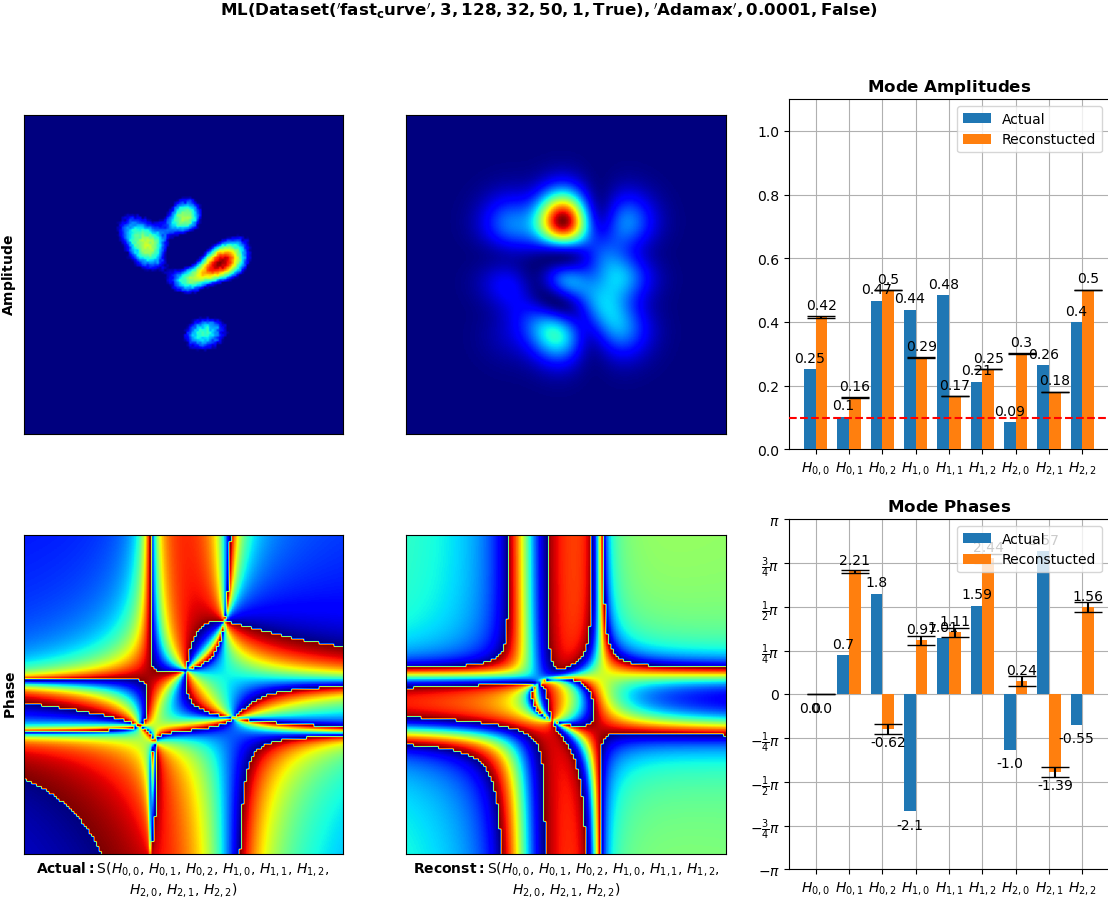 ML(Dataset(′fast_curve′, 3, 128, 32, 50, 1, True), ′Adamax′, 0.0001, False)
Amplitude
Mode Amplitudes
Actual
Reconstucted
1.0
0.8
0.6
0.4
0.2
0.0
0.25
0.42
0.1
0.16
0.47
0.5
0.44
0.29
0.48
0.17
0.21
0.25
0.09
0.3
0.26
0.18
0.4
0.5
H0,0 H0,1 H0,2 H1,0 H1,1 H1,2 H2,0 H2,1 H2,2
Phase
Mode Phases
Actual
Reconstucted
π
3/4π
1/2π
1/4π
0
−1/4π
−1/2π
−3/4π
−π
0.0
0.0
0.7
2.21
1.8
-0.62
-2.1
0.97
1.11
1.59
2.44
-1.0
0.24
-1.39
-0.55
1.56
H0,0 H0,1 H0,2 H1,0 H1,1 H1,2 H2,0 H2,1 H2,2
Actual: S(H0,0, H0,1, H0,2, H1,0, H1,1, H1,2,
H2,0, H2,1, H2,2)
Reconst: S(H0,0, H0,1, H0,2, H1,0, H1,1, H1,2,
H2,0, H2,1, H2,2)